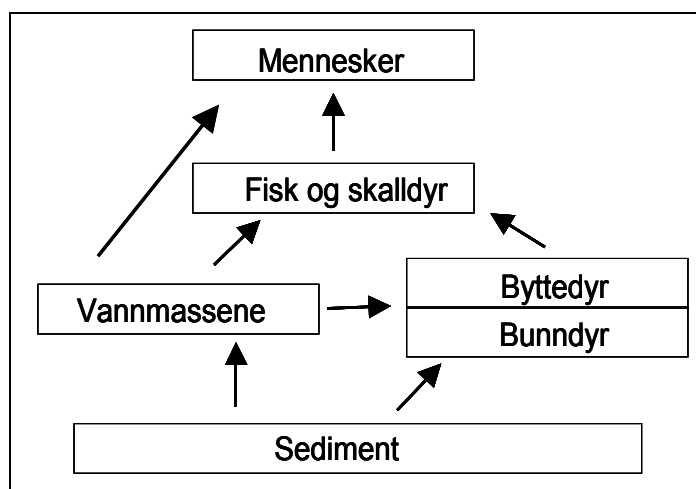 Mennesker
Fisk og skalldyr
Vannmassene
Byttedyr
Bunndyr
Sediment